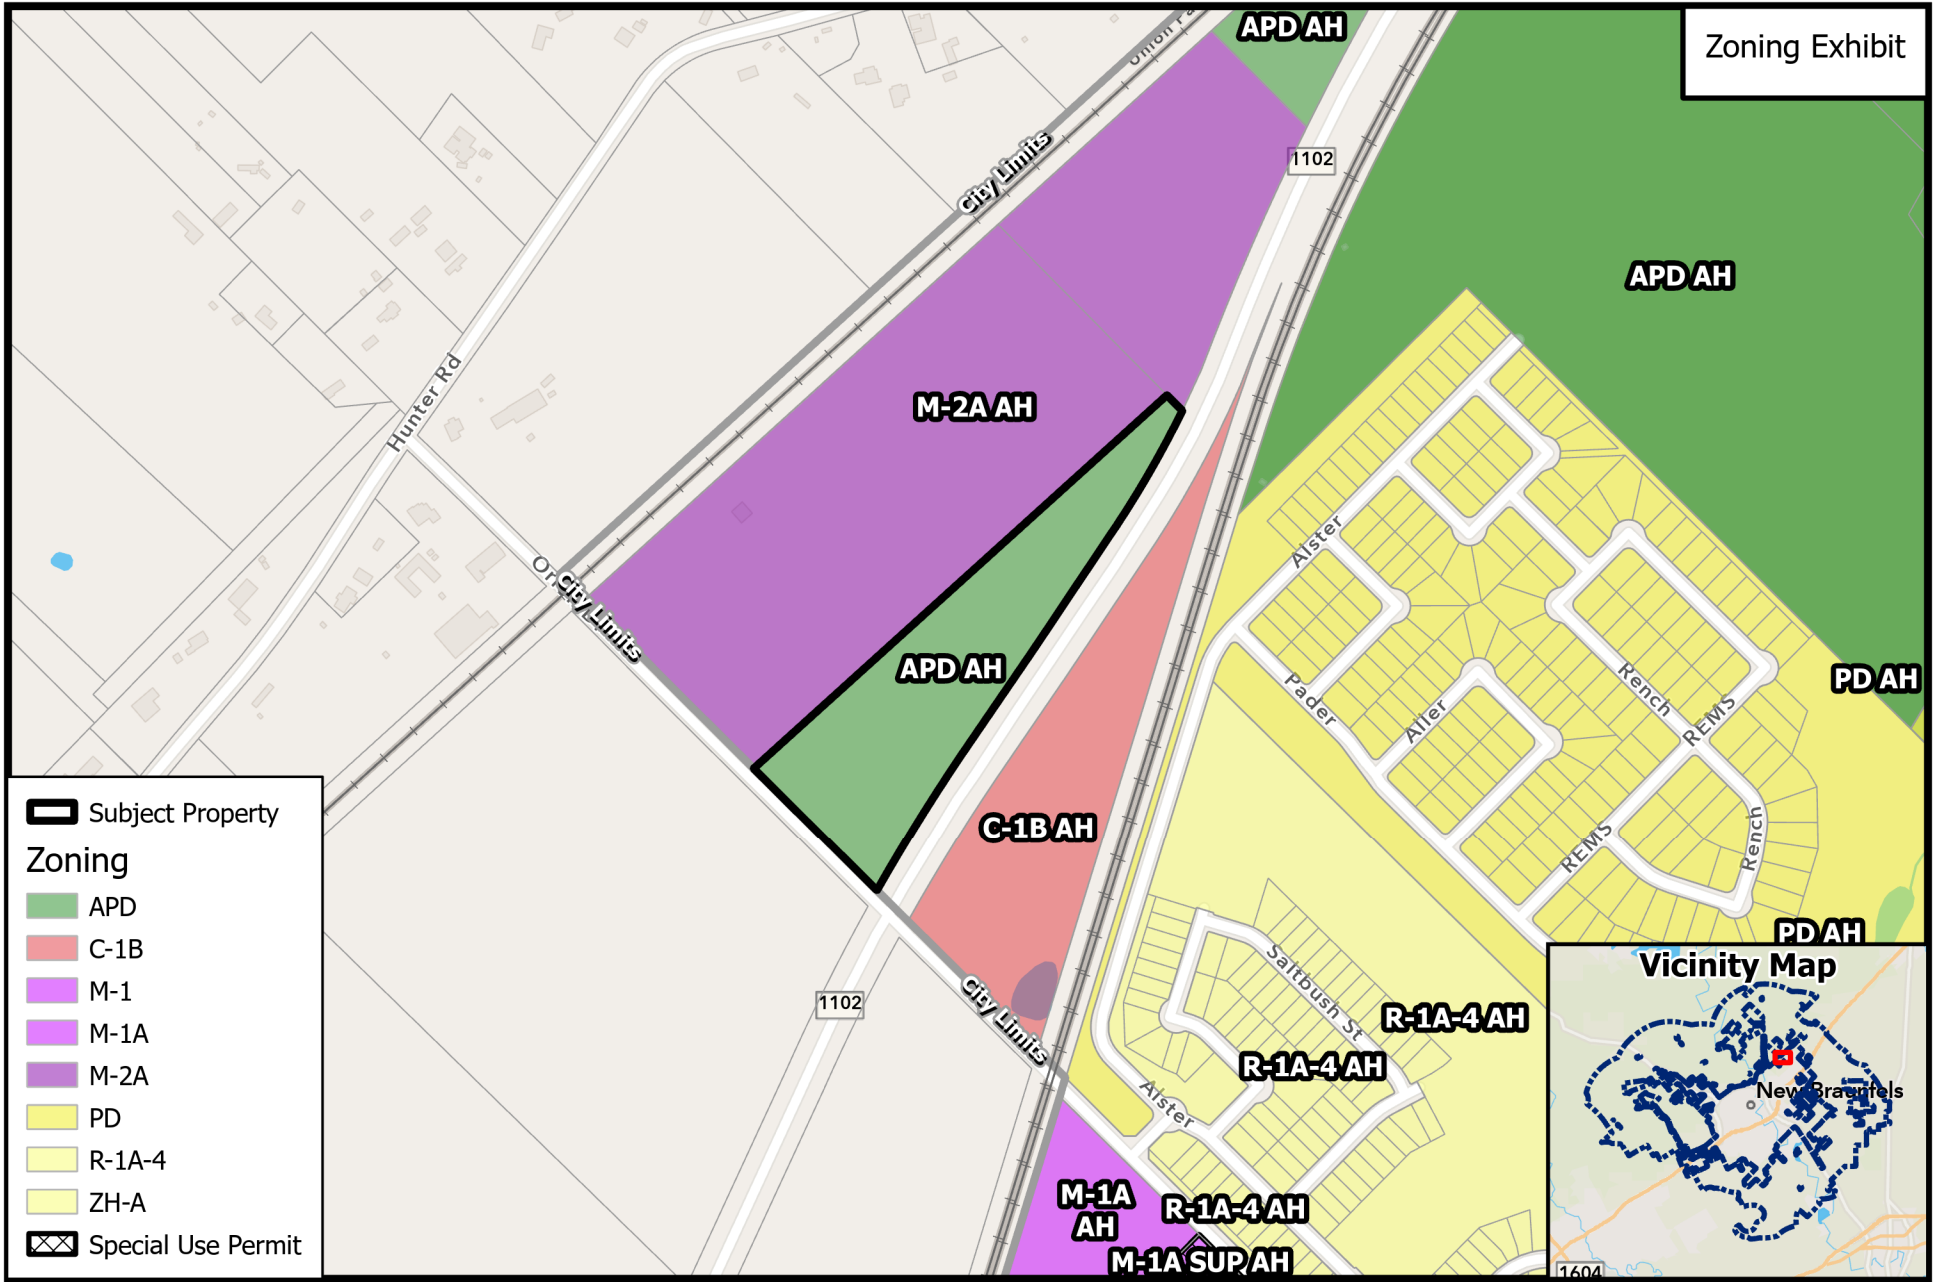 APD AH
Zoning Exhibit
Union Pa
City Limits
1102
APD AH
Hunter Rd
M-2A AH
Alster
City Limits
APD AH
PD AH
Pader
Aller
Rench
REMS
C-1B AH
REMS
Rench
PD AH
Subject Property
Zoning
APD
C-1B
M-1
M-1A
M-2A
PD
R-1A-4
ZH-A
Special Use Permit
1102
City Limits
Saltbush St
R-1A-4 AH
R-1A-4 AH
Alster
M-1A
AH
R-1A-4 AH
M-1A SUP AH
Vicinity Map
New Braunfels
1604